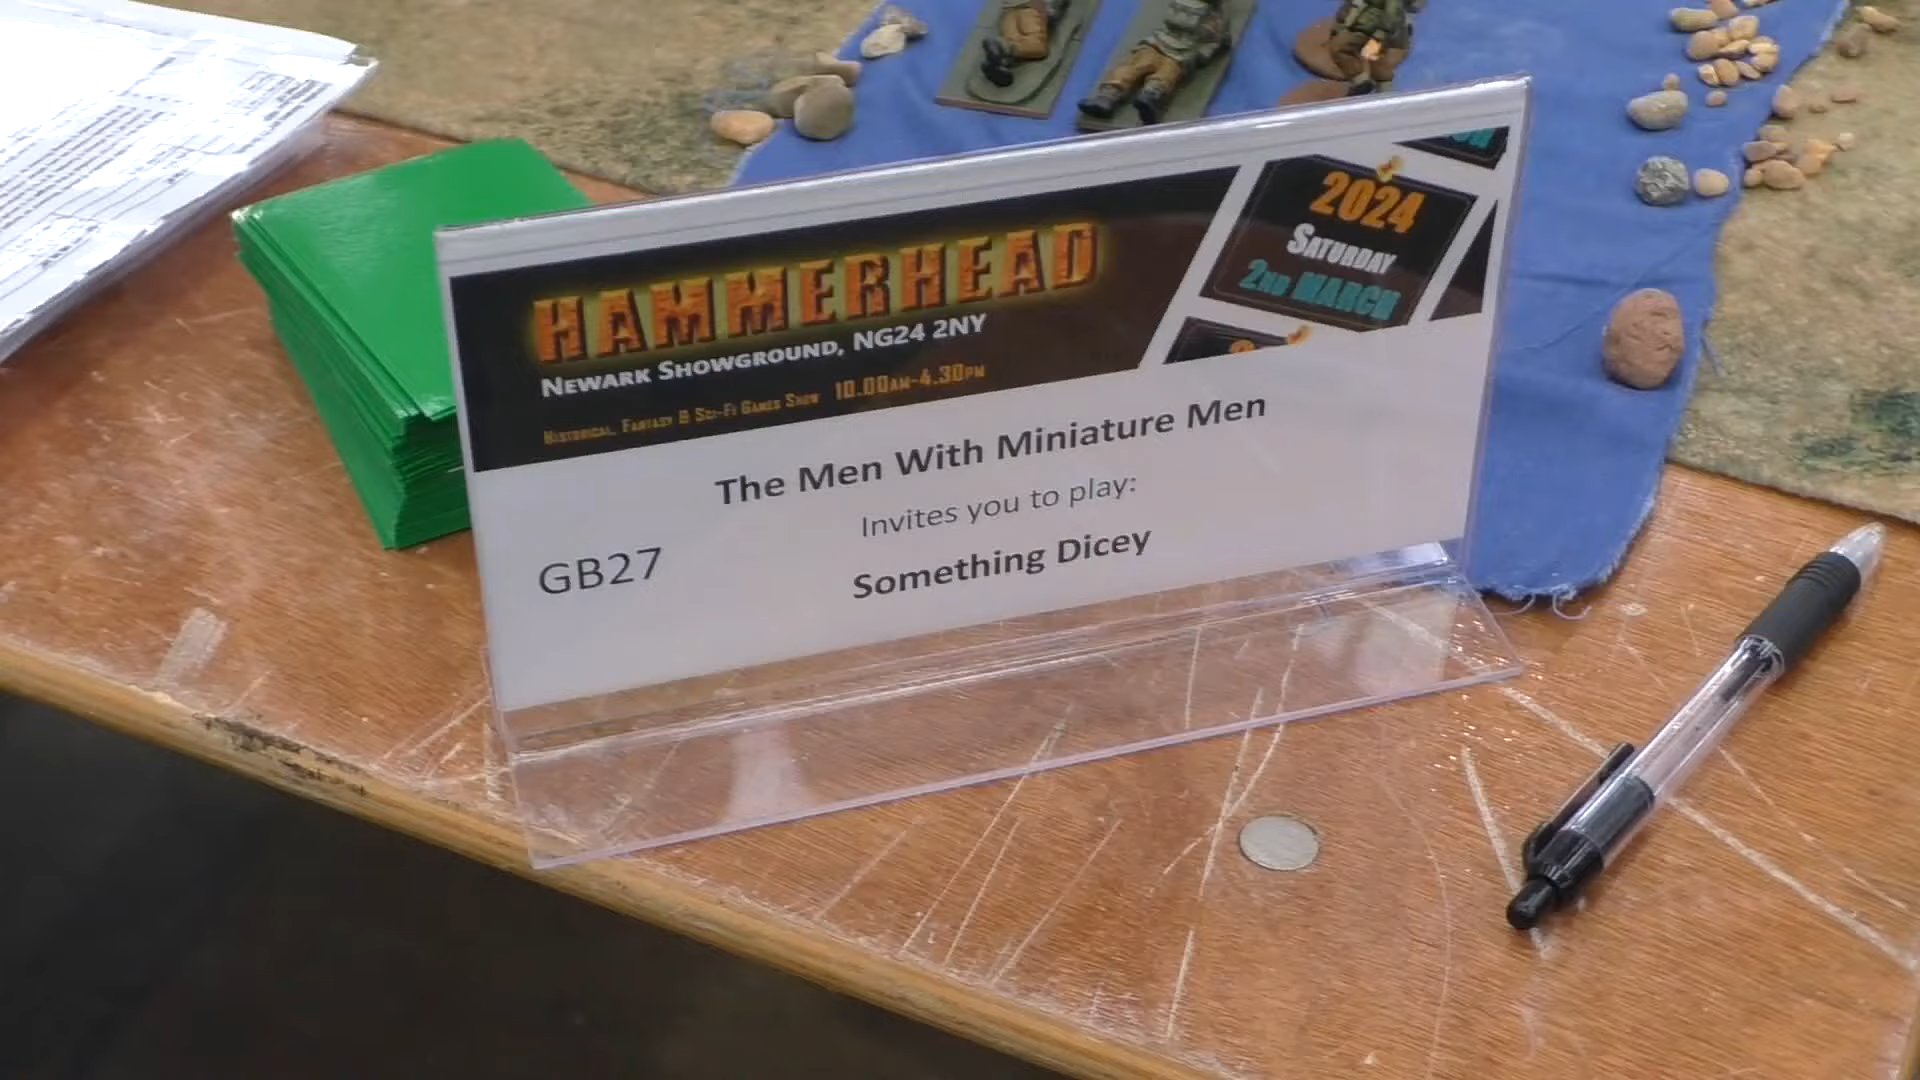 HAMMERHEAD
NEWARK SHOWGROUND, NG24 2NY
HISTORICAL, FANTASY & SCI-FI GAMES SHOW 10.00AM-4.30PM
2024
SATURDAY
2ND MARCH
The Men With Miniature Men
Invites you to play:
GB27
Something Dicey